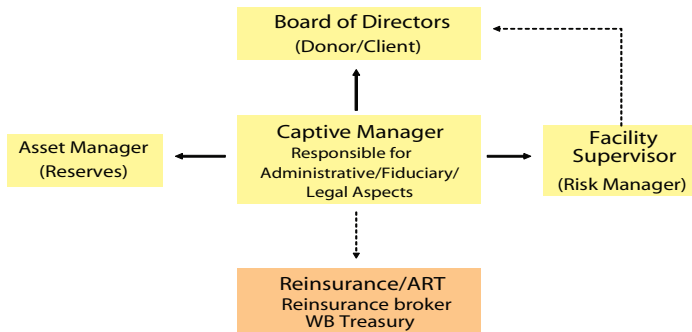 Board of Directors
(Donor/Client)
Captive Manager
Responsible for
Administrative/Fiduciary/
Legal Aspects
Asset Manager
(Reserves)
Facility
Supervisor
(Risk Manager)
Reinsurance/ART
Reinsurance broker
WB Treasury